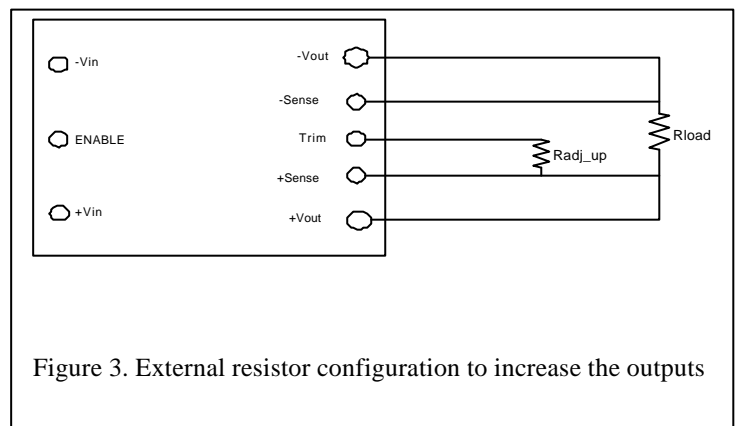 -Vin
ENABLE
+Vin
-Vout
-Sense
Trim
+Sense
+Vout
Radj_up
Rload
Figure 3. External resistor configuration to increase the outputs